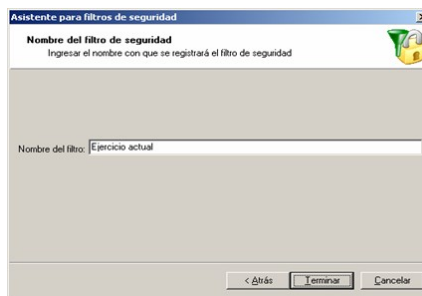 Asistente para filtros de seguridad
Nombre del filtro de seguridad
Ingresar el nombre con que se registrará el filtro de seguridad
Nombre del filtro: Ejercicio actual
< Atrás Terminar Cancelar